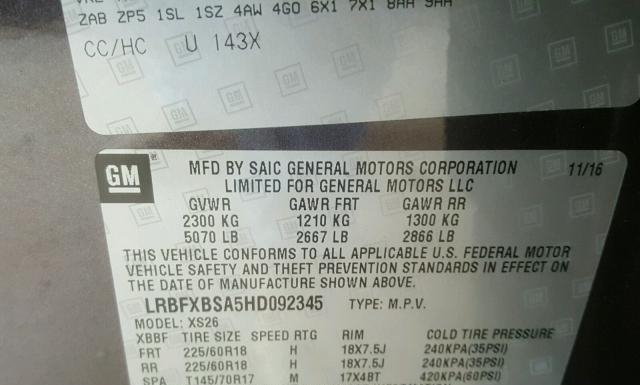 ZAB 2P5 1SL 1SZ 4AW 4GO 6X1 7X1 8AA 9AA
CC/HC U 143X
GM
MFD BY SAIC GENERAL MOTORS CORPORATION 11/16
LIMITED FOR GENERAL MOTORS LLC
GVWR GAWR FRT GAWR RR
2300 KG 1210 KG 1300 KG
5070 LB 2667 LB 2866 LB
THIS VEHICLE CONFORMS TO ALL APPLICABLE U.S. FEDERAL MOTOR
VEHICLE SAFETY AND THEFT PREVENTION STANDARDS IN EFFECT ON
THE DATE OF MANUFACTURE SHOWN ABOVE.
LRBFXBSA5HD092345 TYPE: M.P.V.
MODEL: XS26
XBBF TIRE SIZE SPEED RTG RIM COLD TIRE PRESSURE
FRT 225/60R18 H 18X7.5J 240KPA(35PSI)
RR 225/60R18 H 18X7.5J 240KPA(35PSI)
SPA T145/70R17 M 17X4BT 420KPA(60PSI)